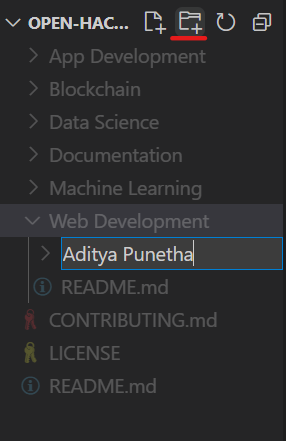 OPEN-HAC...
App Development
Blockchain
Data Science
Documentation
Machine Learning
Web Development
Aditya Punetha
README.md
CONTRIBUTING.md
LICENSE
README.md